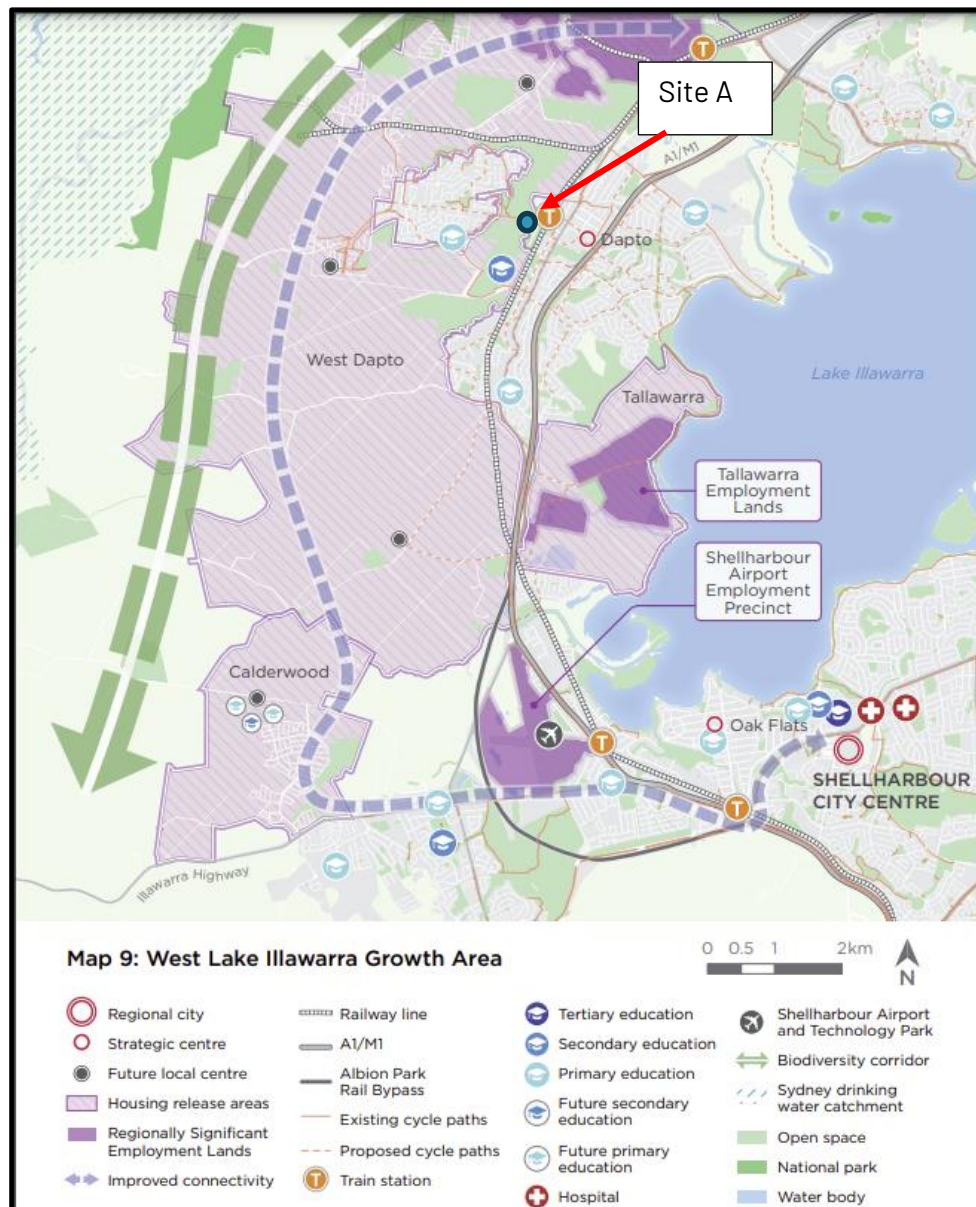 T
Site A
A1/M1
T
Dapto
West Dapto
Lake Illawarra
Tallawarra
Tallawarra
Employment
Lands
Shellharbour
Airport
Employment
Precinct
Calderwood
Oak Flats
T
SHELLHARBOUR
CITY CENTRE
T
Illawarra Highway
Map 9: West Lake Illawarra Growth Area
0 0.5 1 2km
N
Regional city
Strategic centre
Future local centre
Housing release areas
Regionally Significant
Employment Lands
Improved connectivity
Railway line
A1/M1
Albion Park
Rail Bypass
Existing cycle paths
Proposed cycle paths
T Train station
Tertiary education
Secondary education
Primary education
Future secondary
education
Future primary
education
Hospital
Shellharbour Airport
and Technology Park
Biodiversity corridor
Sydney drinking
water catchment
Open space
National park
Water body